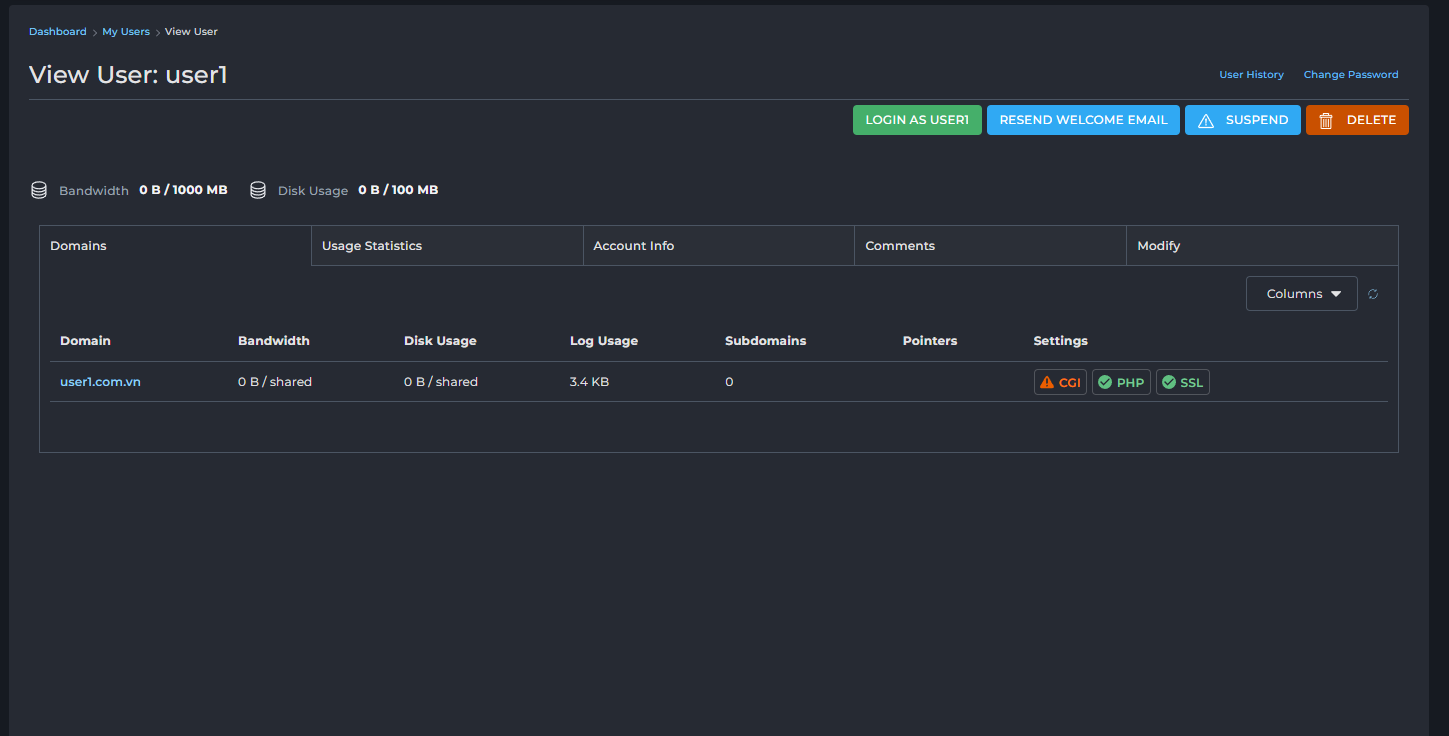 Dashboard > My Users > View User
View User: user1
User History Change Password
LOGIN AS USER1 RESEND WELCOME EMAIL SUSPEND DELETE
Bandwidth 0 B / 1000 MB Disk Usage 0 B / 100 MB
Domains Usage Statistics Account Info Comments Modify
Columns
Domain Bandwidth Disk Usage Log Usage Subdomains Pointers Settings
user1.com.vn 0 B / shared 0 B / shared 3.4 KB 0 CGI PHP SSL